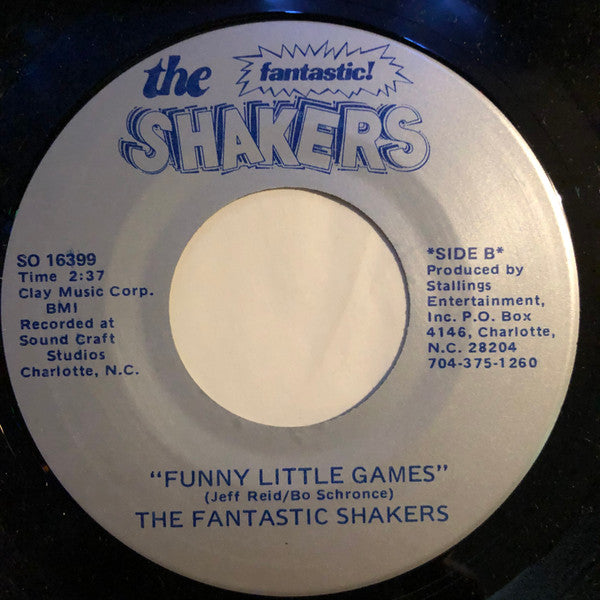 the fantastic!
SHAKERS
SO 16399
Time 2:37
Clay Music Corp.
BMI
Recorded at
Sound Craft
Studios
Charlotte, N.C.
*SIDE B*
Produced by
Stallings
Entertainment,
Inc. P.O. Box
4146, Charlotte,
N.C. 28204
704-375-1260
"FUNNY LITTLE GAMES"
(Jeff Reid/Bo Schronce)
THE FANTASTIC SHAKERS